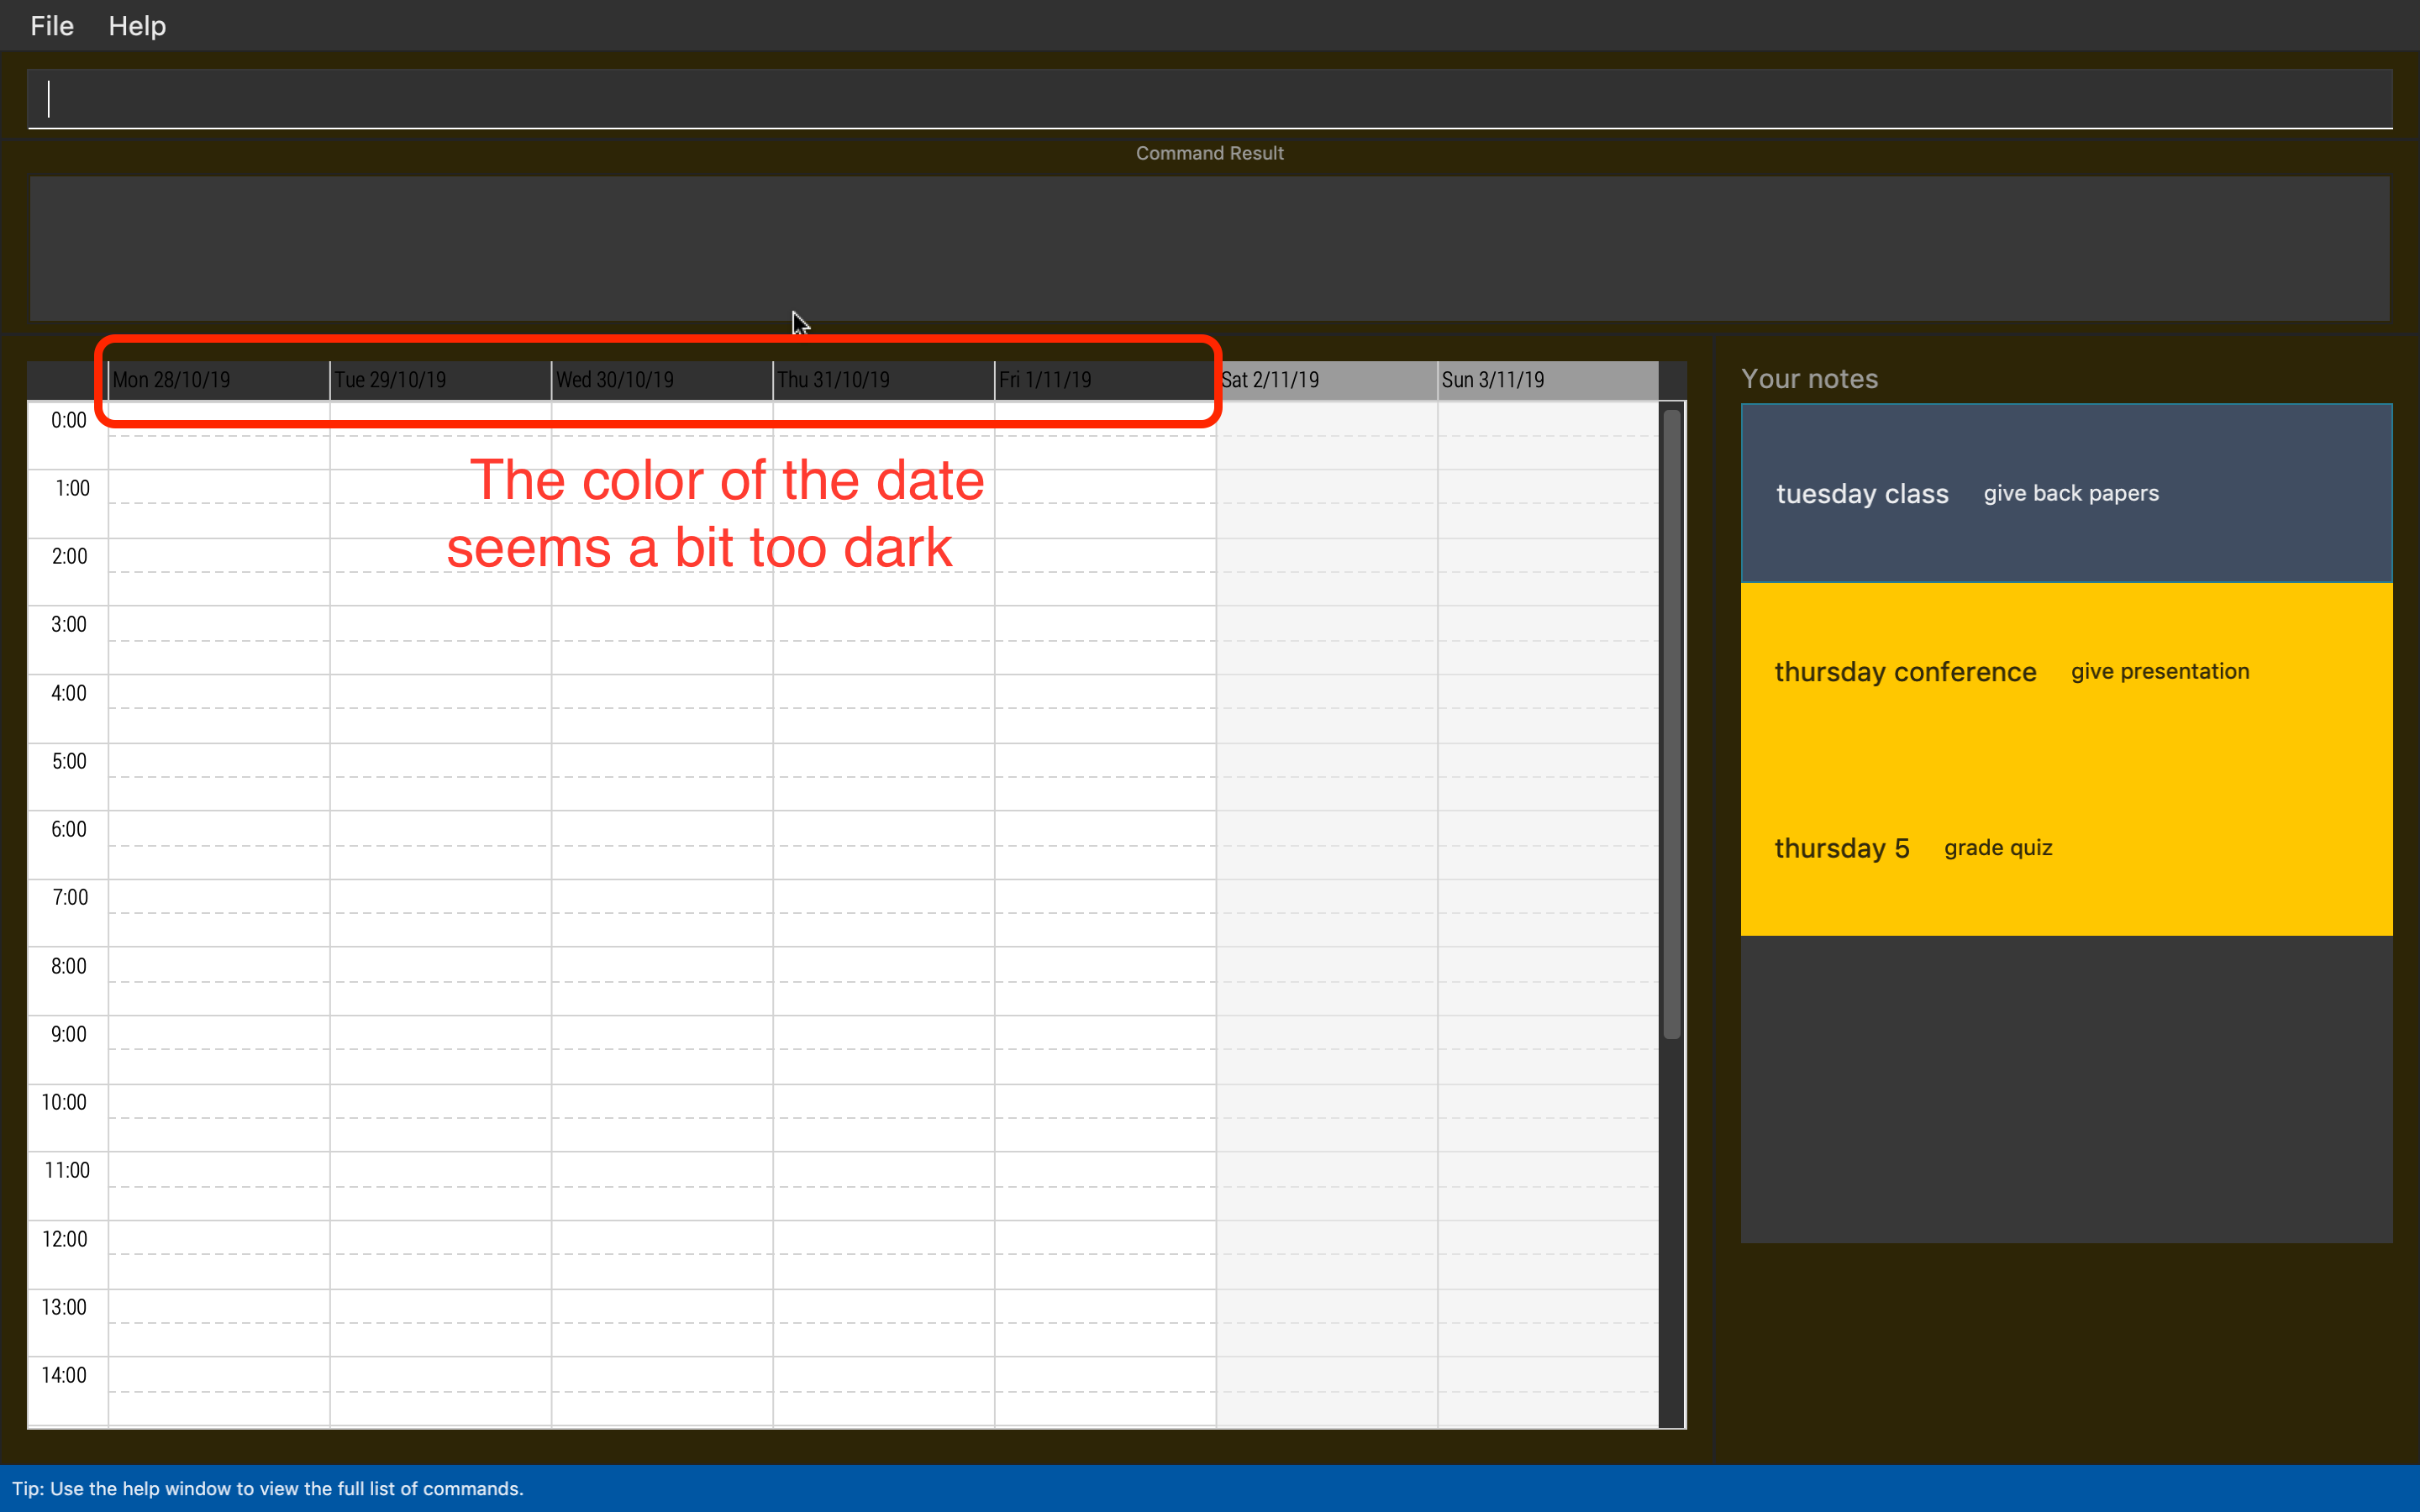 File Help
Command Result
Mon 28/10/19 Tue 29/10/19 Wed 30/10/19 Thu 31/10/19 Fri 1/11/19 Sat 2/11/19 Sun 3/11/19
0:00
1:00
2:00
3:00
4:00
5:00
6:00
7:00
8:00
9:00
10:00
11:00
12:00
13:00
14:00
The color of the date
seems a bit too dark
Your notes
tuesday class give back papers
thursday conference give presentation
thursday 5 grade quiz
Tip: Use the help window to view the full list of commands.